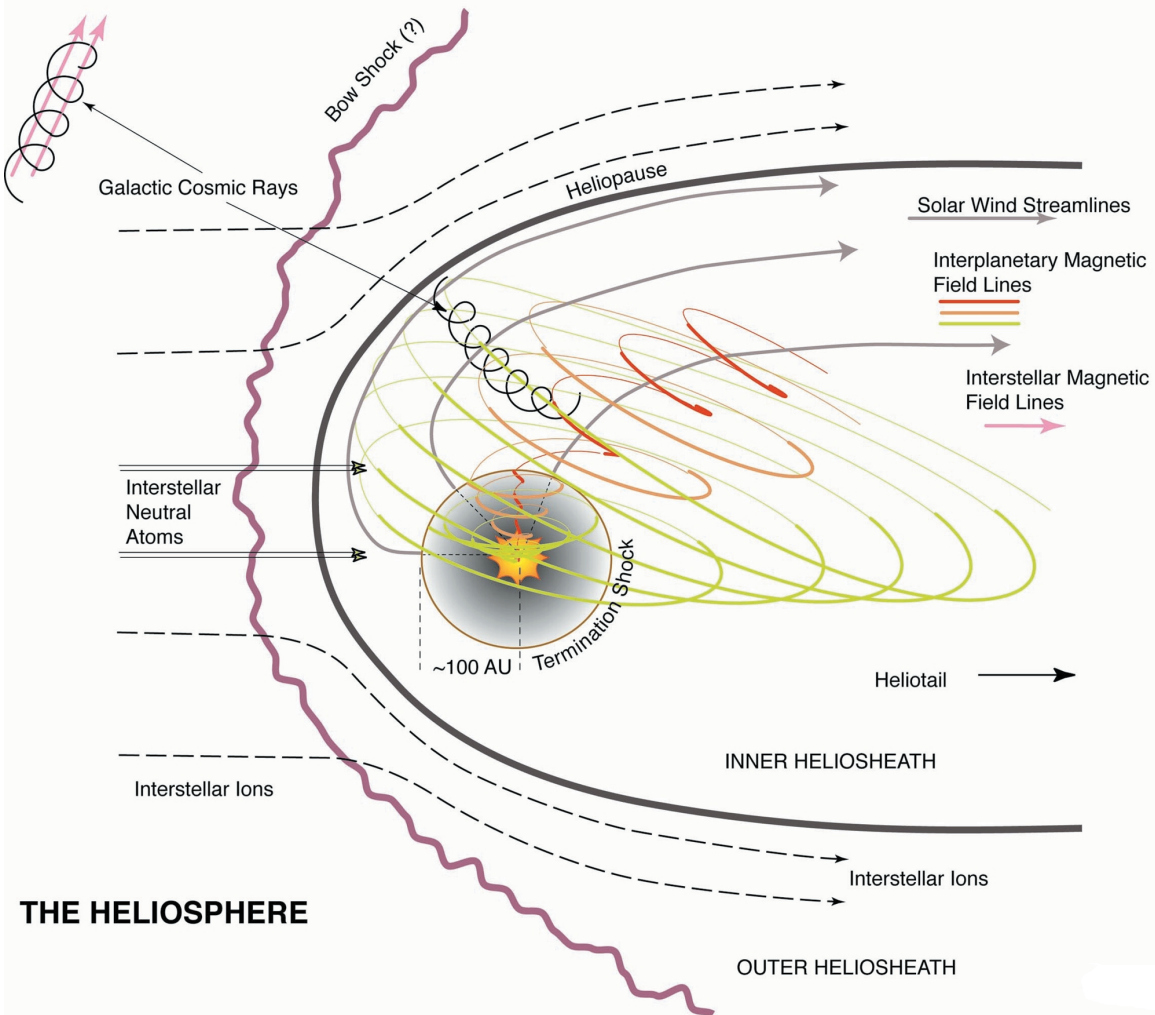 Bow Shock (?)
Galactic Cosmic Rays
Heliopause
Solar Wind Streamlines
Interplanetary Magnetic
Field Lines
Interstellar Magnetic
Field Lines
Interstellar
Neutral
Atoms
Termination Shock
~100 AU
Heliotail
INNER HELIOSHEATH
Interstellar Ions
Interstellar Ions
THE HELIOSPHERE
OUTER HELIOSHEATH